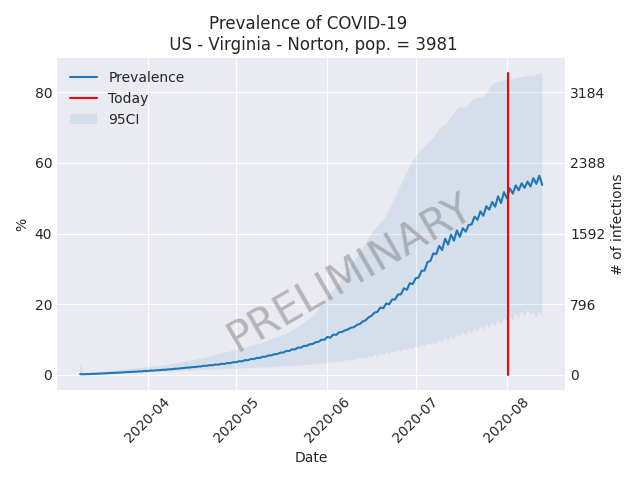 Prevalence of COVID-19
US - Virginia - Norton, pop. = 3981
Prevalence
Today
95CI
PRELIMINARY
%
80
60
40
20
0
3184
2388
1592
796
0
# of infections
2020-04
2020-05
2020-06
2020-07
2020-08
Date